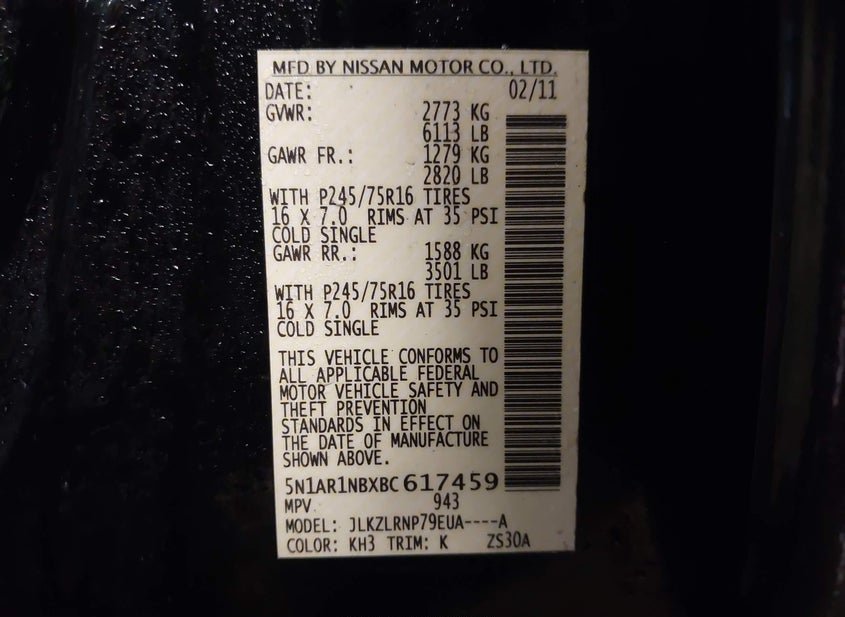 MFD BY NISSAN MOTOR CO., LTD.
DATE: 02/11
GVWR: 2773 KG
6113 LB
GAWR FR.: 1279 KG
2820 LB
WITH P245/75R16 TIRES
16 X 7.0 RIMS AT 35 PSI
COLD SINGLE
GAWR RR.: 1588 KG
3501 LB
WITH P245/75R16 TIRES
16 X 7.0 RIMS AT 35 PSI
COLD SINGLE
THIS VEHICLE CONFORMS TO
ALL APPLICABLE FEDERAL
MOTOR VEHICLE SAFETY AND
THEFT PREVENTION
STANDARDS IN EFFECT ON
THE DATE OF MANUFACTURE
SHOWN ABOVE.
5N1AR1NBXBC617459
MPV 943
MODEL: JLKZLRNP79EUA----A
COLOR: KH3 TRIM: K ZS30A